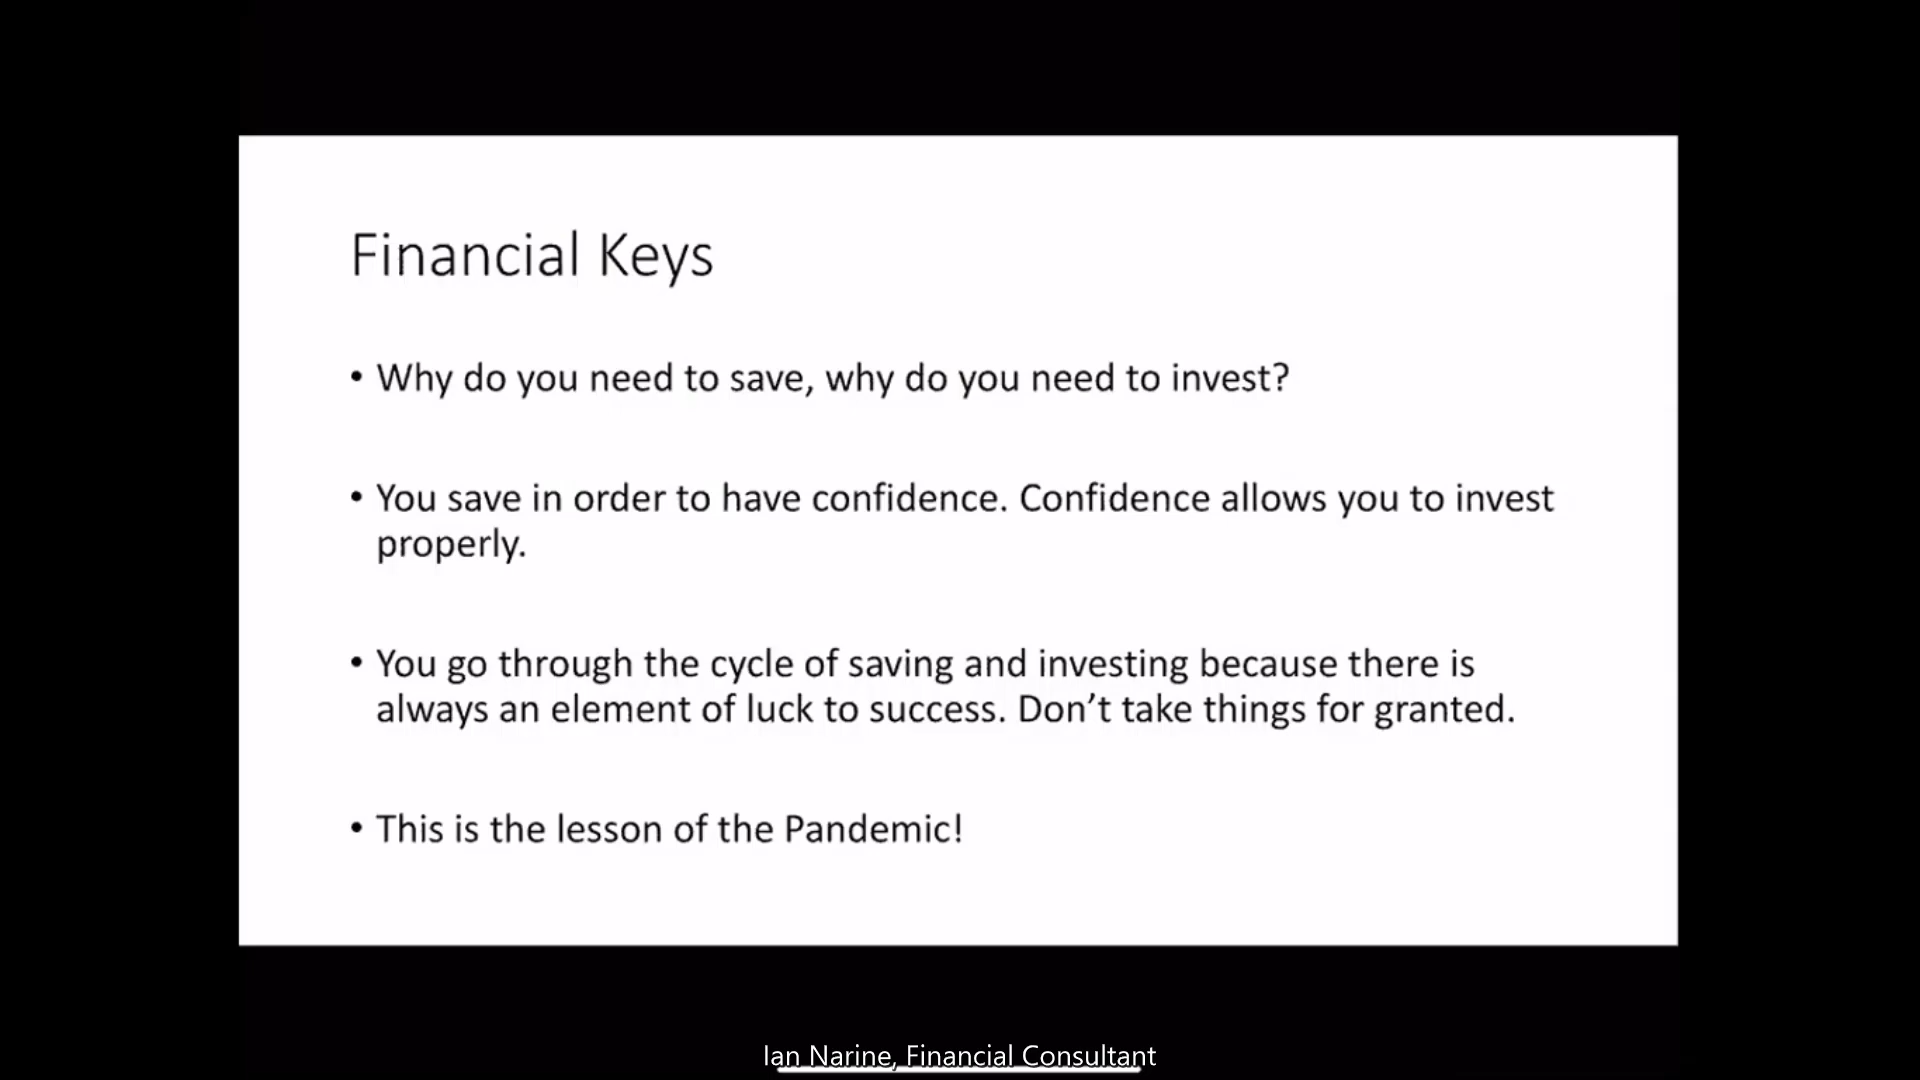 Financial Keys
• Why do you need to save, why do you need to invest?
• You save in order to have confidence. Confidence allows you to invest
properly.
• You go through the cycle of saving and investing because there is
always an element of luck to success. Don’t take things for granted.
• This is the lesson of the Pandemic!
Ian Narine, Financial Consultant